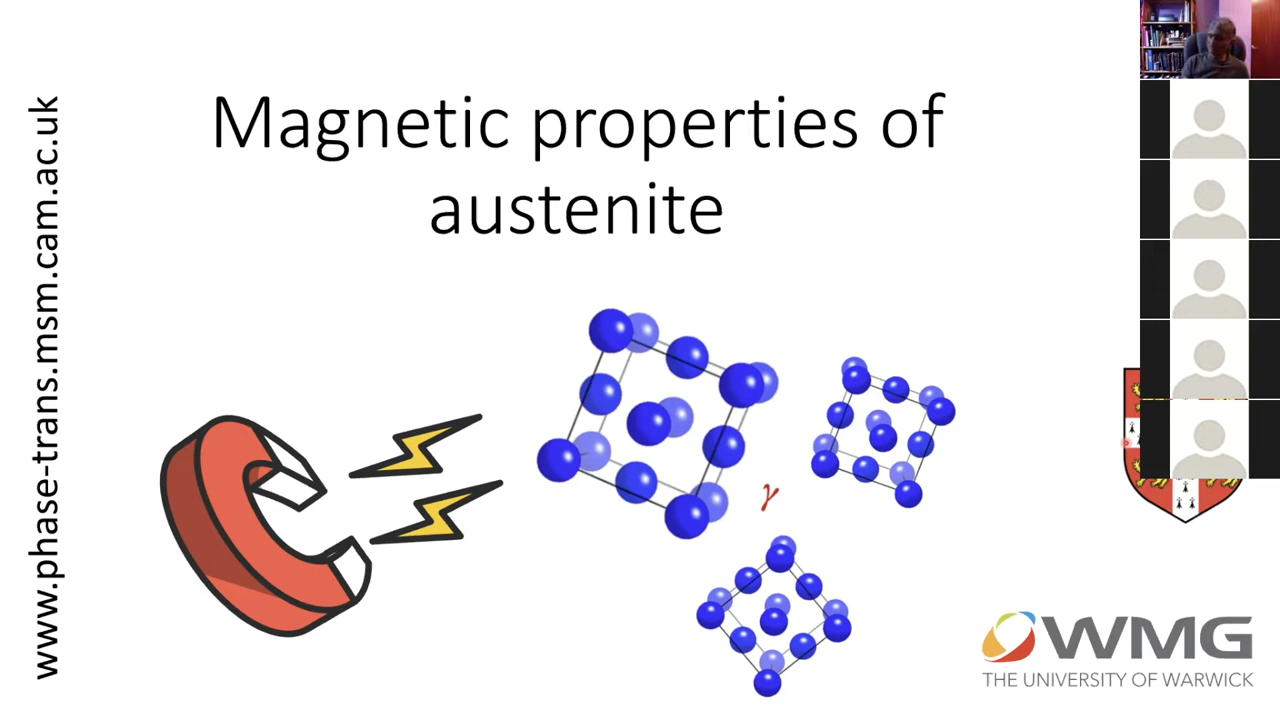 www.phase-trans.msm.cam.ac.uk
Magnetic properties of
austenite
γ
WMG
THE UNIVERSITY OF WARWICK